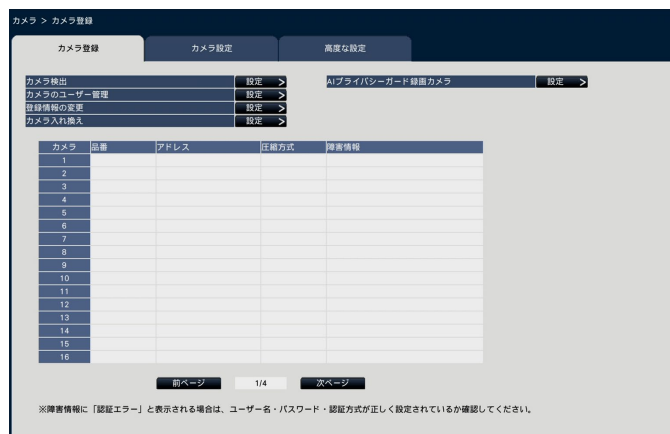 カメラ > カメラ登録
カメラ登録 カメラ設定 高度な設定
カメラ検出 設定 > AIプライバシーガード録画カメラ 設定 >
カメラのユーザー管理 設定 >
登録情報の変更 設定 >
カメラ入れ換え 設定 >
カメラ 品番 アドレス 圧縮方式 障害情報
1
2
3
4
5
6
7
8
9
10
11
12
13
14
15
16
前ページ 1/4 次ページ
※障害情報に「認証エラー」と表示される場合は、ユーザー名・パスワード・認証方式が正しく設定されているか確認してください。